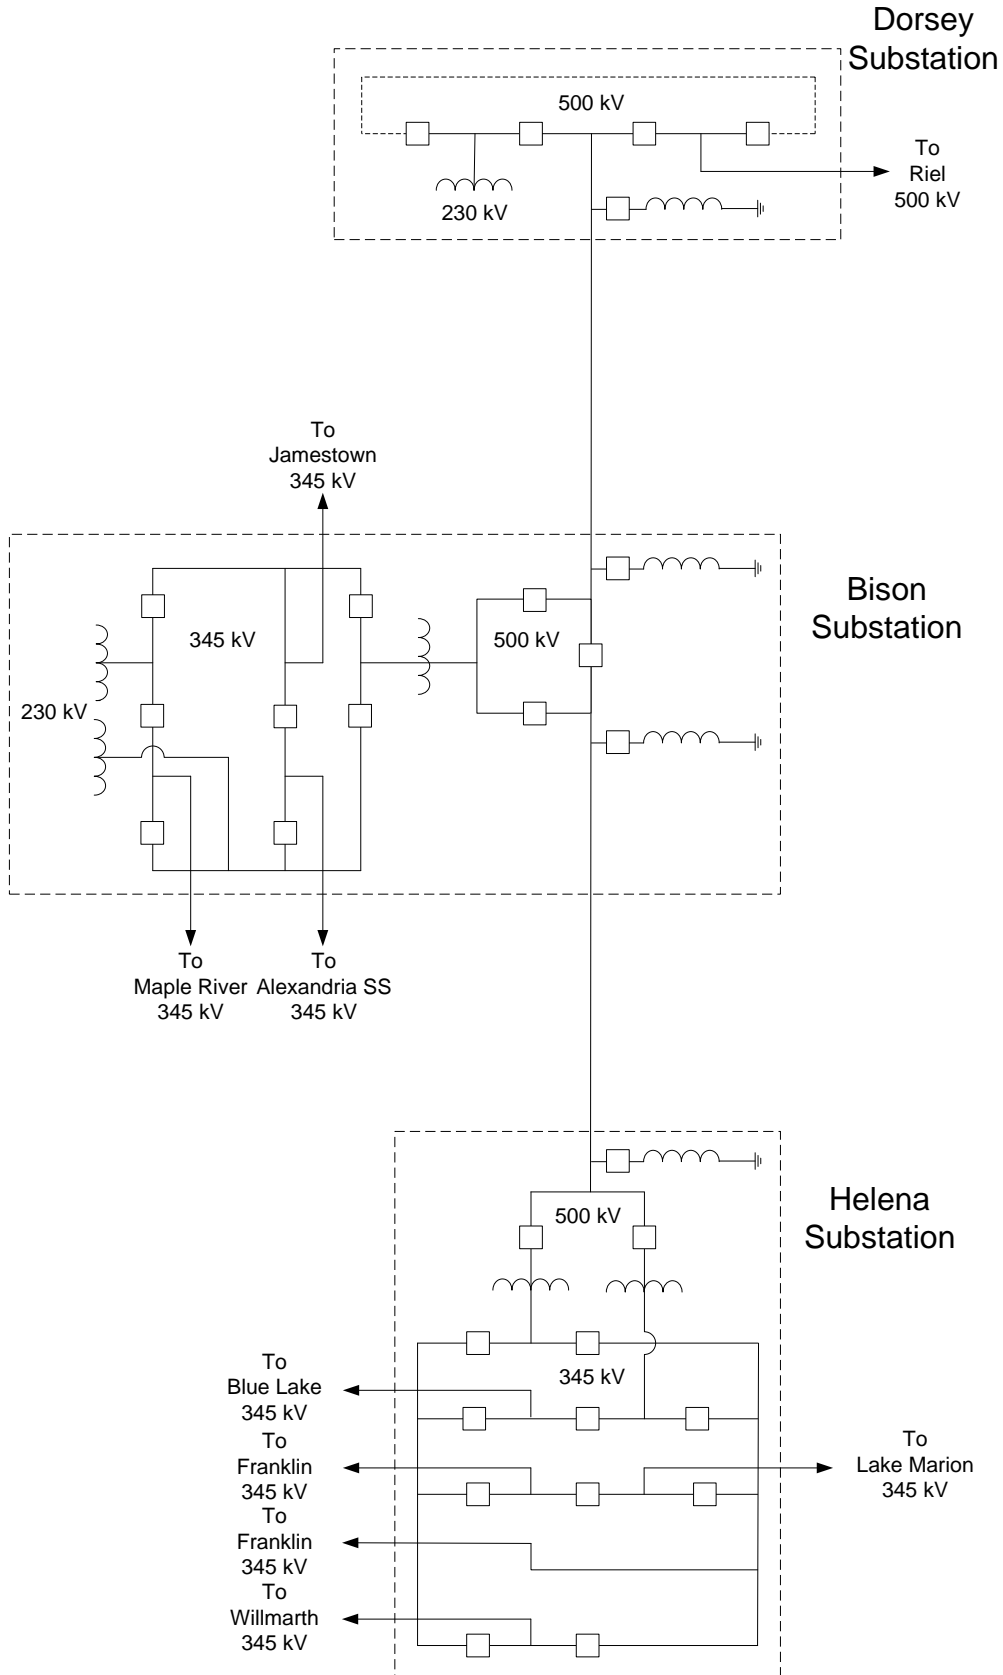 Dorsey
Substation
500 kV
230 kV
To
Riel
500 kV
To
Jamestown
345 kV
Bison
Substation
345 kV
500 kV
230 kV
To
Maple River
345 kV
To
Alexandria SS
345 kV
Helena
Substation
500 kV
345 kV
To
Blue Lake
345 kV
To
Franklin
345 kV
To
Lake Marion
345 kV
To
Franklin
345 kV
To
Willmarth
345 kV